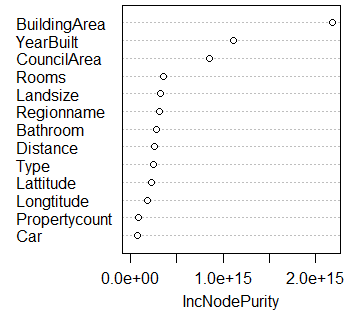 BuildingArea
YearBuilt
CouncilArea
Rooms
Landsize
Regionname
Bathroom
Distance
Type
Lattitude
Longtitude
Propertycount
Car
0.0e+00 1.0e+15 2.0e+15
IncNodePurity